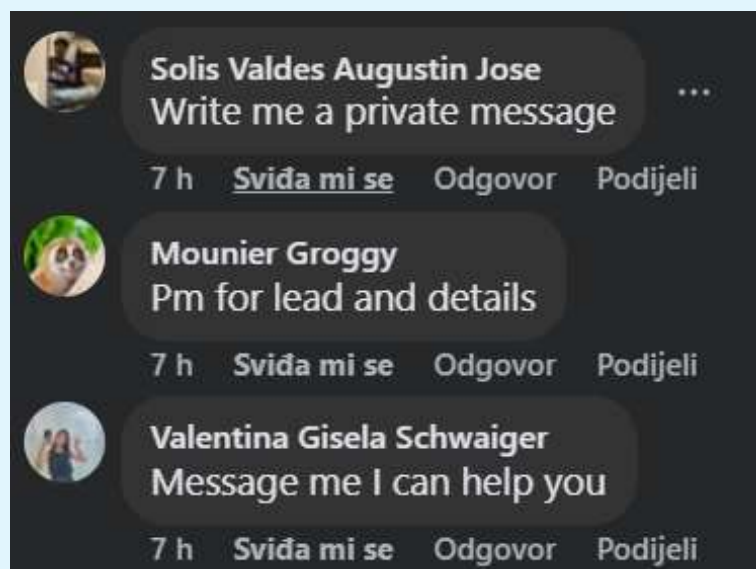 Solis Valdes Augustin Jose
Write me a private message
7 h Sviđa mi se Odgovor Podijeli
Mounier Groggy
Pm for lead and details
7 h Sviđa mi se Odgovor Podijeli
Valentina Gisela Schwaiger
Message me I can help you
7 h Sviđa mi se Odgovor Podijeli